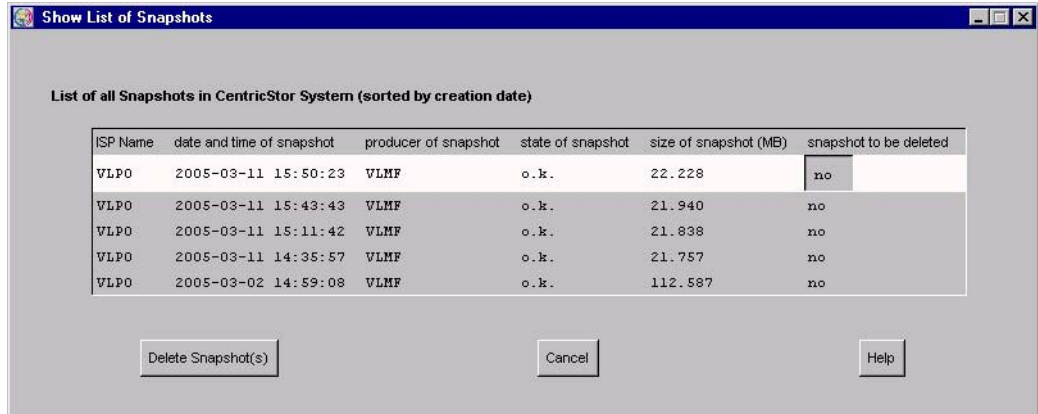 Show List of Snapshots
List of all Snapshots in CentricStor System (sorted by creation date)
ISP Name date and time of snapshot producer of snapshot state of snapshot size of snapshot (MB) snapshot to be deleted
VLP0 2005-03-11 15:50:23 VLMF o.k. 22.228 no
VLP0 2005-03-11 15:43:43 VLMF o.k. 21.940 no
VLP0 2005-03-11 15:11:42 VLMF o.k. 21.838 no
VLP0 2005-03-11 14:35:57 VLMF o.k. 21.757 no
VLP0 2005-03-02 14:59:08 VLMF o.k. 112.587 no
Delete Snapshot(s) Cancel Help